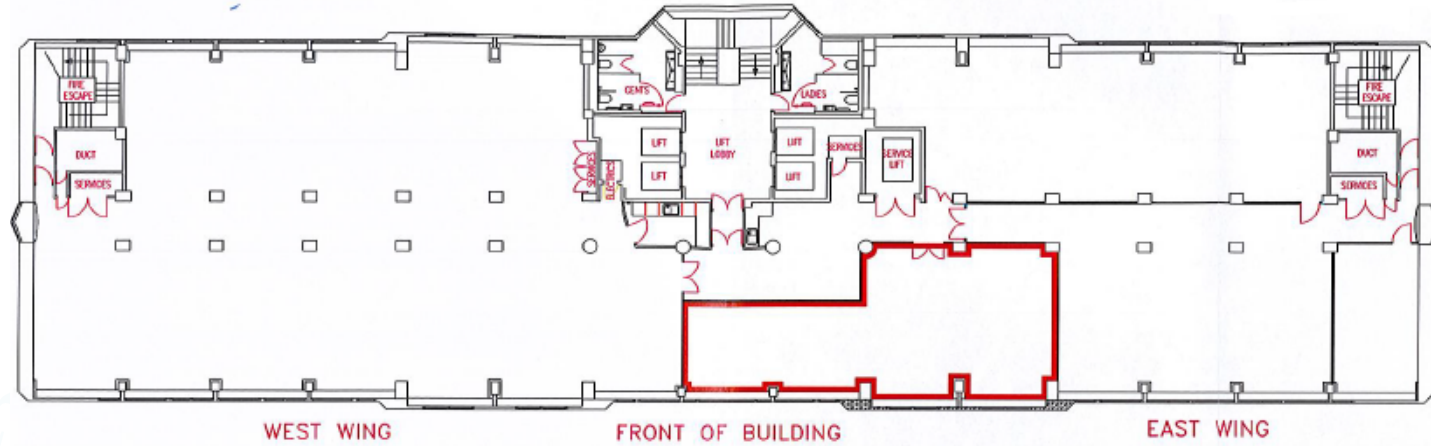 FIRE
ESCAPE
DUCT
SERVICES
SERVICES
ELECTRICS
GENTS
LIFT
LIFT
LIFT
LOBBY
LADIES
LIFT
LIFT
SERVICES
SERVICE
LIFT
FIRE
ESCAPE
DUCT
SERVICES
WEST WING
FRONT OF BUILDING
EAST WING